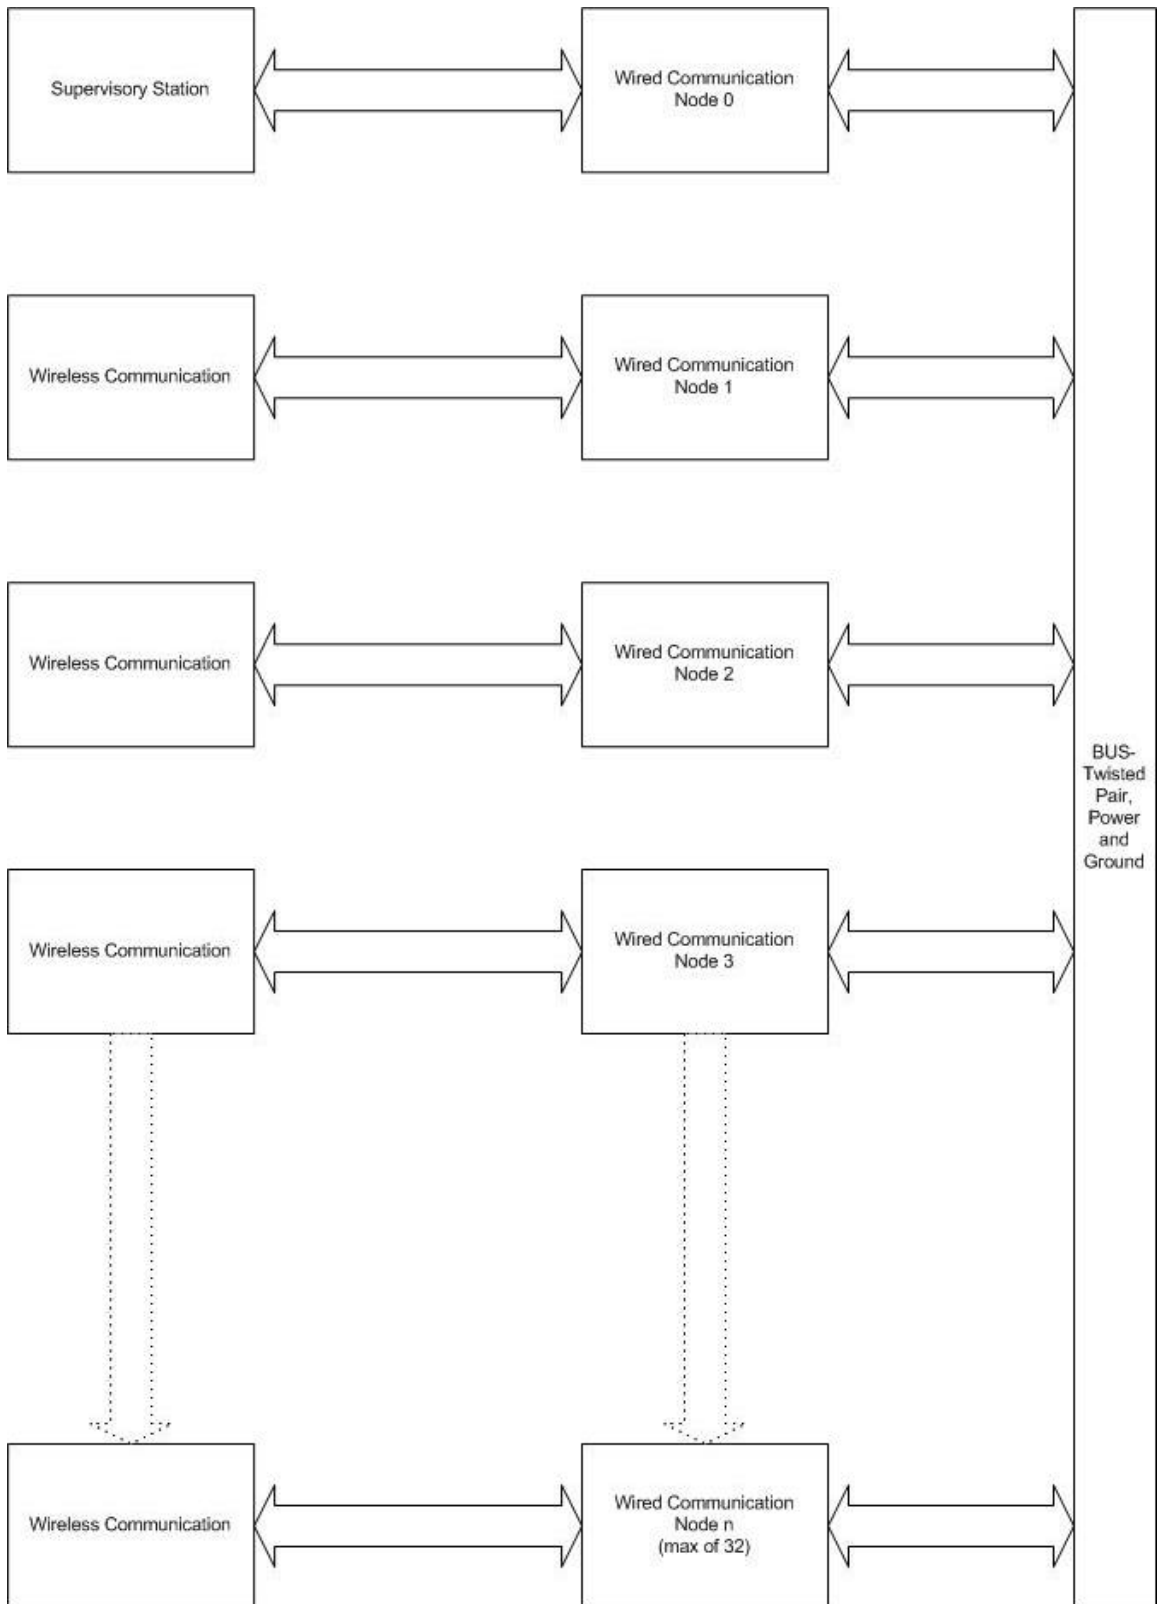 Supervisory Station
Wired Communication
Node 0
Wireless Communication
Wired Communication
Node 1
Wireless Communication
Wired Communication
Node 2
BUS-
Twisted
Pair,
Power
and
Ground
Wireless Communication
Wired Communication
Node 3
Wireless Communication
Wired Communication
Node n
(max of 32)